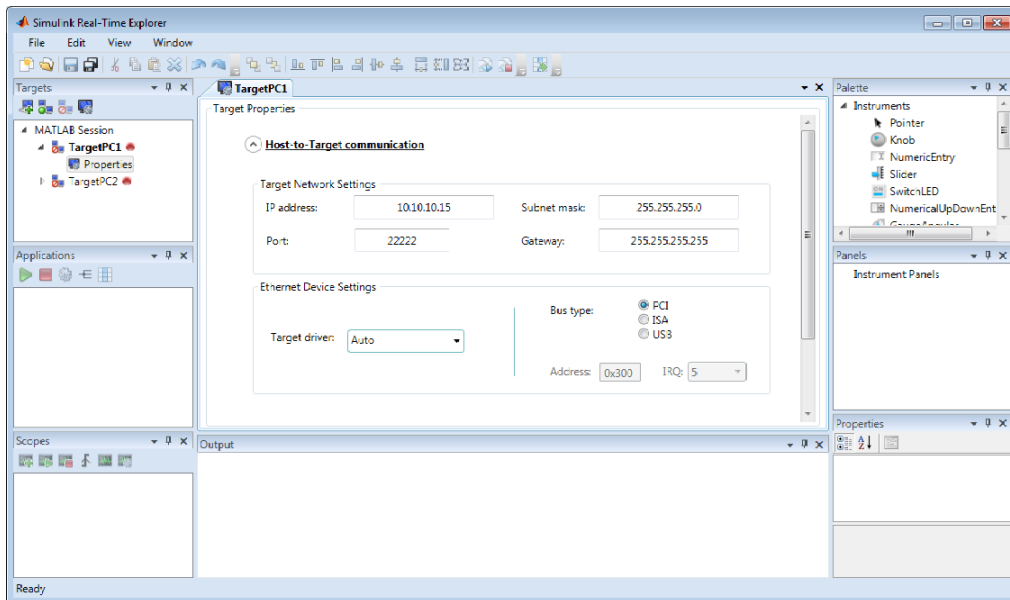 Simulink Real-Time Explorer
File Edit View Window
Targets
MATLAB Session
TargetPC1
Properties
TargetPC2
Applications
Scopes
TargetPC1
Target Properties
Host-to-Target communication
Target Network Settings
IP address: 10.10.10.15 Subnet mask: 255.255.255.0
Port: 22222 Gateway: 255.255.255.255
Ethernet Device Settings
Target driver: Auto
Bus type: PCI
ISA
USB
Address: 0x300 IRQ: 5
Output
Palette
Instruments
Pointer
Knob
NumericEntry
Slider
SwitchLED
NumericalUpDownEnt
Panels
Instrument Panels
Properties
Ready